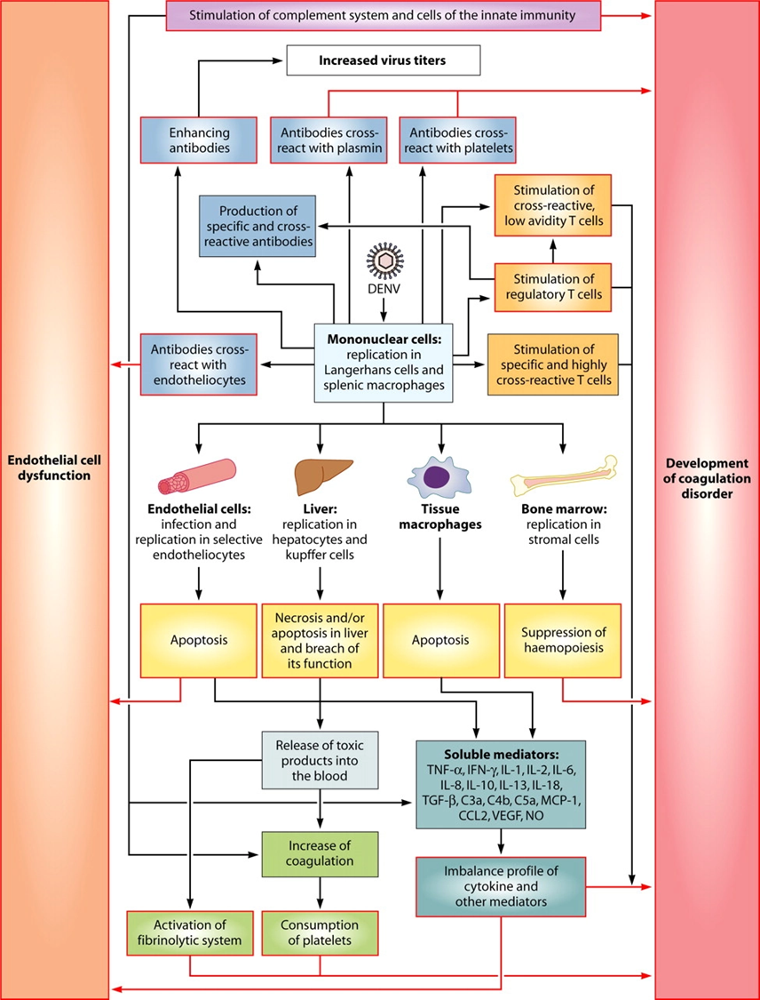 Stimulation of complement system and cells of the innate immunity
Increased virus titers
Enhancing
antibodies
Antibodies cross-
react with plasmin
Antibodies cross-
react with platelets
Stimulation of
cross-reactive,
low avidity T cells
Production of
specific and cross-
reactive antibodies
DENV
Stimulation of
regulatory T cells
Antibodies cross-
react with
endotheliocytes
Mononuclear cells:
replication in
Langerhans cells and
splenic macrophages
Stimulation of
specific and highly
cross-reactive T cells
Endothelial cell
dysfunction
Development
of coagulation
disorder
Endothelial cells:
infection and
replication in selective
endotheliocytes
Liver:
replication in
hepatocytes and
kupffer cells
Tissue
macrophages
Bone marrow:
replication in
stromal cells
Apoptosis
Necrosis and/or
apoptosis in liver
and breach of
its function
Apoptosis
Suppression of
haemopoiesis
Release of toxic
products into
the blood
Soluble mediators:
TNF-α, IFN-γ, IL-1, IL-2, IL-6,
IL-8, IL-10, IL-13, IL-18,
TGF-β, C3a, C4b, C5a, MCP-1,
CCL2, VEGF, NO
Increase of
coagulation
Imbalance profile of
cytokine and
other mediators
Activation of
fibrinolytic system
Consumption
of platelets